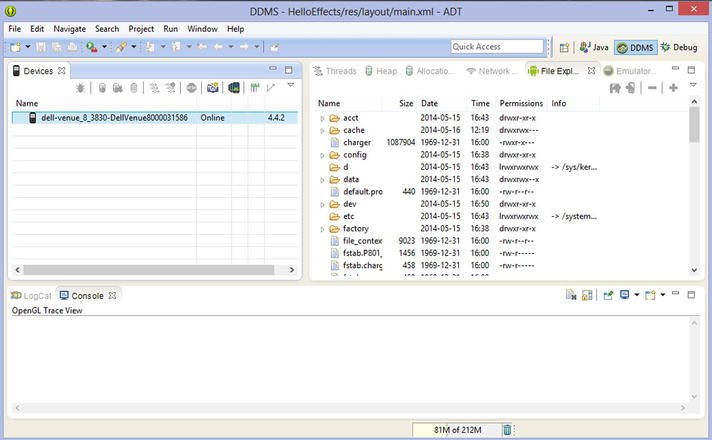 DDMS - HelloEffects/res/layout/main.xml - ADT
File Edit Navigate Search Project Run Window Help
Quick Access Java DDMS Debug
Devices
Name
dell-venue_8_3830-DellVenue8000031586 Online 4.4.2
Threads Heap Allocatio... Network ... File Expl... Emulator...
Name Size Date Time Permissions Info
acct 2014-05-15 16:43 drwxr-xr-x
cache 2014-05-16 12:19 drwxrwx---
charger 1087904 1969-12-31 16:00 -rwxr-x---
config 2014-05-15 16:38 drwxr-xr-x
d 2014-05-15 16:43 lrwxrwxrwx -> /sys/ker...
data 2014-05-15 16:43 drwxrwx--x
default.pro 440 1969-12-31 16:00 -rw-r--r--
dev 2014-05-15 16:50 drwxr-xr-x
etc 2014-05-15 16:43 lrwxrwxrwx -> /system...
factory 2014-05-15 16:38 drwxr-xr-x
file_contex 9023 1969-12-31 16:00 -rw-r--r--
fstab.P801_ 1456 1969-12-31 16:00 -rw-r-----
fstab.charg 458 1969-12-31 16:00 -rw-r-----
LogCat Console
OpenGL Trace View
81M of 212M